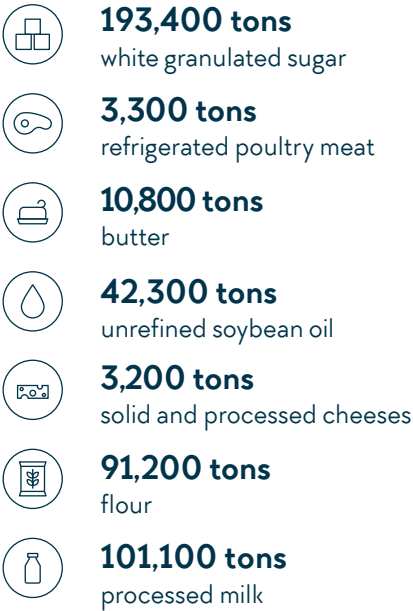 193,400 tons
white granulated sugar
3,300 tons
refrigerated poultry meat
10,800 tons
butter
42,300 tons
unrefined soybean oil
3,200 tons
solid and processed cheeses
91,200 tons
flour
101,100 tons
processed milk